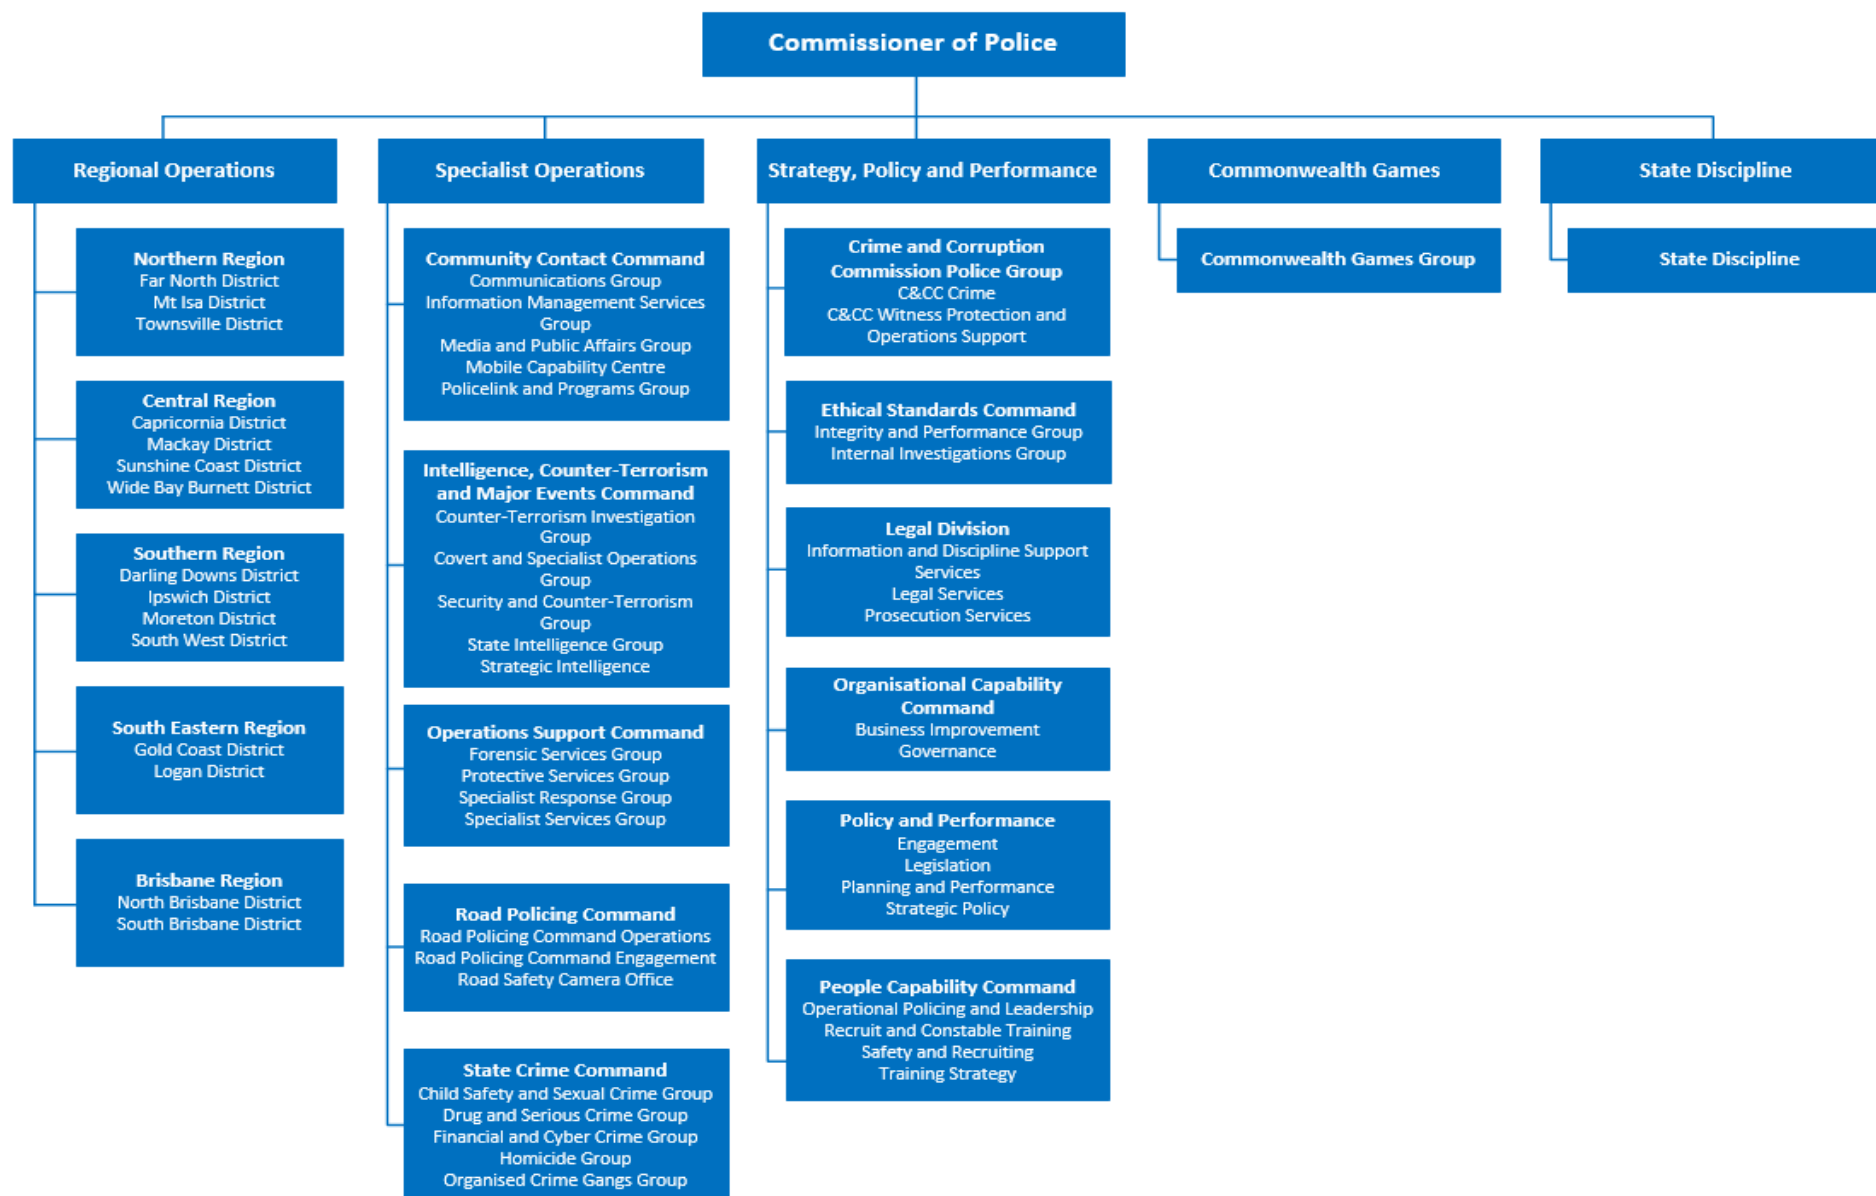 Commissioner of Police
Regional Operations
Northern Region
Far North District
Mt Isa District
Townsville District
Central Region
Capricornia District
Mackay District
Sunshine Coast District
Wide Bay Burnett District
Southern Region
Darling Downs District
Ipswich District
Moreton District
South West District
South Eastern Region
Gold Coast District
Logan District
Brisbane Region
North Brisbane District
South Brisbane District
Specialist Operations
Community Contact Command
Communications Group
Information Management Services
Group
Media and Public Affairs Group
Mobile Capability Centre
Policelink and Programs Group
Intelligence, Counter-Terrorism
and Major Events Command
Counter-Terrorism Investigation
Group
Covert and Specialist Operations
Group
Security and Counter-Terrorism
Group
State Intelligence Group
Strategic Intelligence
Operations Support Command
Forensic Services Group
Protective Services Group
Specialist Response Group
Specialist Services Group
Road Policing Command
Road Policing Command Operations
Road Policing Command Engagement
Road Safety Camera Office
State Crime Command
Child Safety and Sexual Crime Group
Drug and Serious Crime Group
Financial and Cyber Crime Group
Homicide Group
Organised Crime Gangs Group
Strategy, Policy and Performance
Crime and Corruption
Commission Police Group
C&CC Crime
C&CC Witness Protection and
Operations Support
Ethical Standards Command
Integrity and Performance Group
Internal Investigations Group
Legal Division
Information and Discipline Support
Services
Legal Services
Prosecution Services
Organisational Capability
Command
Business Improvement
Governance
Policy and Performance
Engagement
Legislation
Planning and Performance
Strategic Policy
People Capability Command
Operational Policing and Leadership
Recruit and Constable Training
Safety and Recruiting
Training Strategy
Commonwealth Games
Commonwealth Games Group
State Discipline
State Discipline